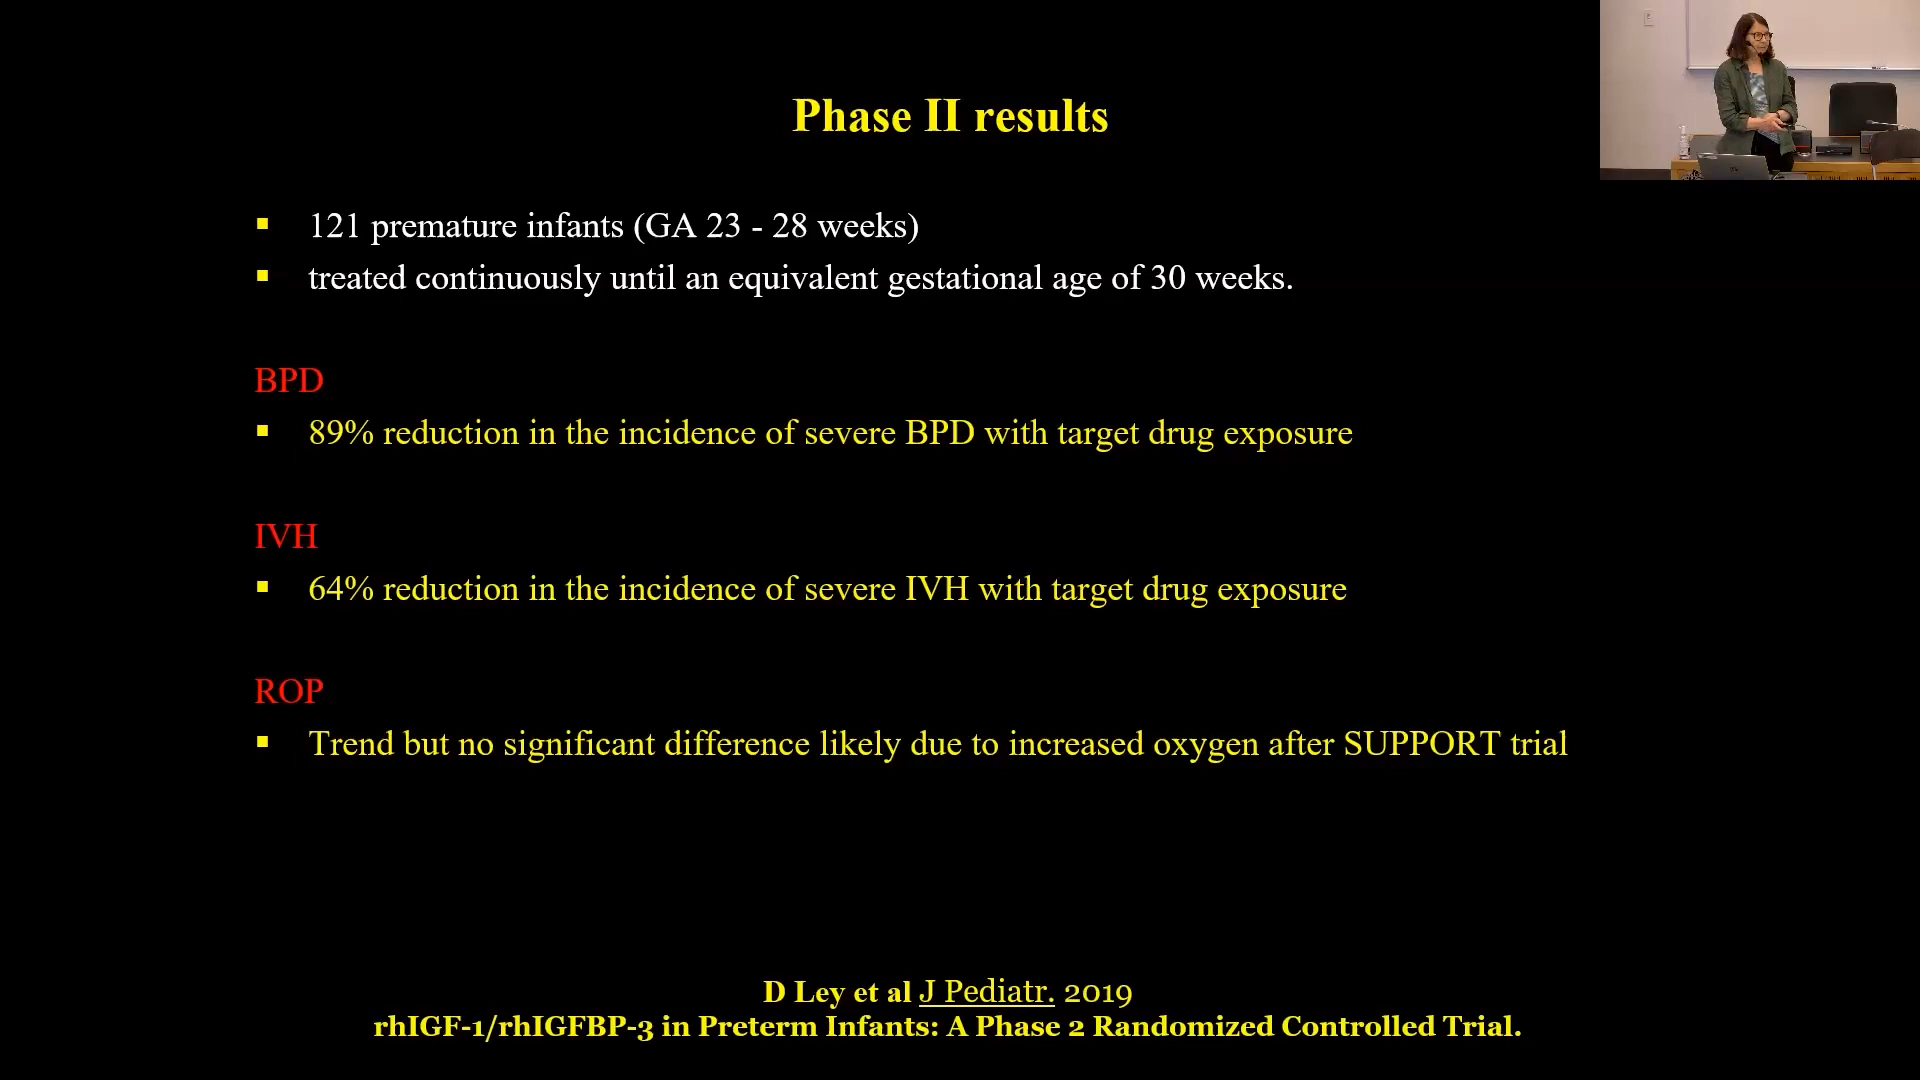 Phase II results
▪ 121 premature infants (GA 23 - 28 weeks)
▪ treated continuously until an equivalent gestational age of 30 weeks.
BPD
▪ 89% reduction in the incidence of severe BPD with target drug exposure
IVH
▪ 64% reduction in the incidence of severe IVH with target drug exposure
ROP
▪ Trend but no significant difference likely due to increased oxygen after SUPPORT trial
D Ley et al J Pediatr. 2019
rhIGF-1/rhIGFBP-3 in Preterm Infants: A Phase 2 Randomized Controlled Trial.